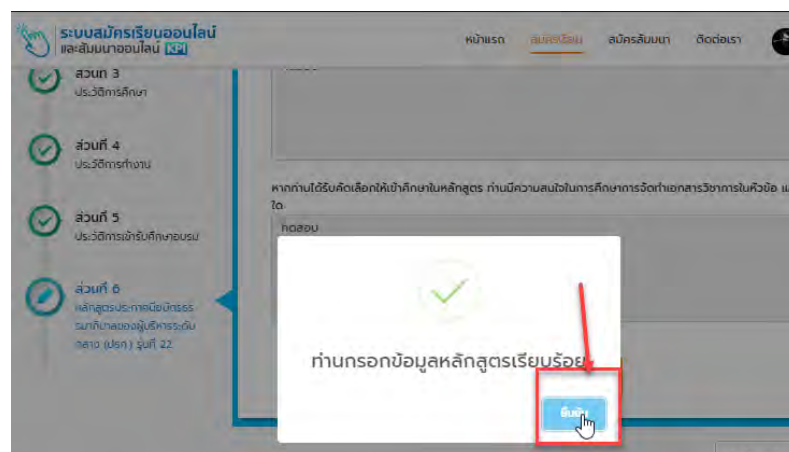 ระบบสมัครเรียนออนไลน์
และสัมมนาออนไลน์ KPI
หน้าแรก
สมัครเรียน
สมัครสัมมนา
ติดต่อเรา
ส่วนที่ 3
ประวัติการศึกษา
ส่วนที่ 4
ประวัติการทำงาน
ส่วนที่ 5
ประวัติการเข้ารับศึกษาอบรม
ส่วนที่ 6
หลักสูตรประกาศนียบัตรธร
รมาภิบาลของผู้บริหารระดับ
กลาง (ปรก.) รุ่นที่ 22
หากท่านได้รับคัดเลือกให้เข้าศึกษาในหลักสูตร ท่านมีความสนใจในการศึกษาการจัดทำเอกสารวิชาการในหัวข้อ
ใด
ทดสอบ
ท่านกรอกข้อมูลหลักสูตรเรียบร้อย
ยืนยัน